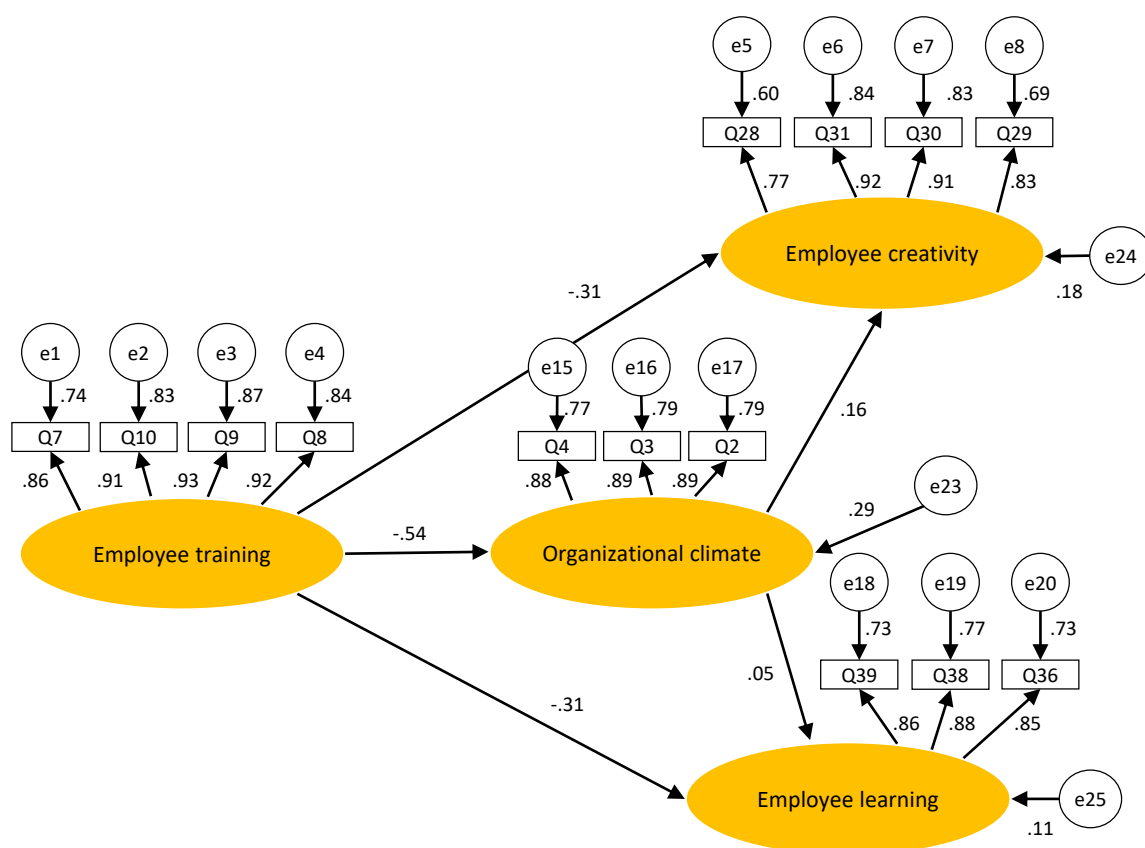 e5 e6 e7 e8
.60 .84 .83 .69
Q28 Q31 Q30 Q29
.77 .92 .91 .83
Employee creativity
e24
.18
-.31
e1 e2 e3 e4
.74 .83 .87 .84
Q7 Q10 Q9 Q8
.86 .91 .93 .92
e15 e16 e17
.77 .79 .79
Q4 Q3 Q2
.88 .89 .89
.16
e23
.29
Employee training
-.54
Organizational climate
e18 e19 e20
.73 .77 .73
Q39 Q38 Q36
.86 .88 .85
.05
-.31
Employee learning
e25
.11